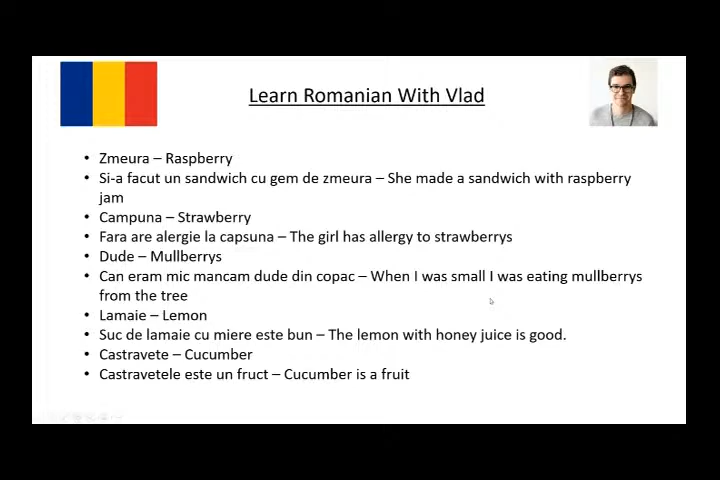 Learn Romanian With Vlad
• Zmeura – Raspberry
• Si-a facut un sandwich cu gem de zmeura – She made a sandwich with raspberry
jam
• Campuna – Strawberry
• Fara are alergie la capsuna – The girl has allergy to strawberrys
• Dude – Mullberrys
• Can eram mic mancam dude din copac – When I was small I was eating mullberrys
from the tree
• Lamaie – Lemon
• Suc de lamaie cu miere este bun – The lemon with honey juice is good.
• Castravete – Cucumber
• Castravetele este un fruct – Cucumber is a fruit